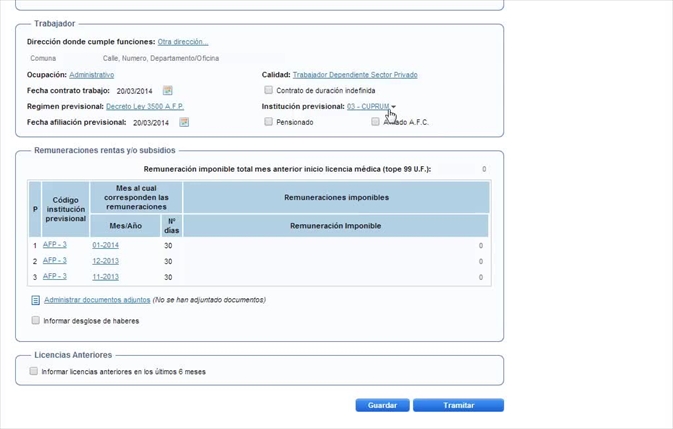 Trabajador
Dirección donde cumple funciones: Otra dirección...
Comuna Calle, Numero, Departamento/Oficina
Ocupación: Administrativo Calidad: Trabajador Dependiente Sector Privado
Fecha contrato trabajo: 20/03/2014 Contrato de duración indefinida
Regimen previsional: Decreto Ley 3500 A.F.P. Institución previsional: 03 - CUPRUM
Fecha afiliación previsional: 20/03/2014 Pensionado A.F.C.
Remuneraciones rentas y/o subsidios
Remuneración imponible total mes anterior inicio licencia médica (tope 99 U.F.): 0
P Código institución previsional Mes al cual corresponden las remuneraciones Remuneraciones imponibles
Mes/Año Nº días Remuneración Imponible
1 AFP - 3 01-2014 30 0
2 AFP - 3 12-2013 30 0
3 AFP - 3 11-2013 30 0
Administrar documentos adjuntos (No se han adjuntado documentos)
Informar desglose de haberes
Licencias Anteriores
Informar licencias anteriores en los últimos 6 meses
Guardar Tramitar